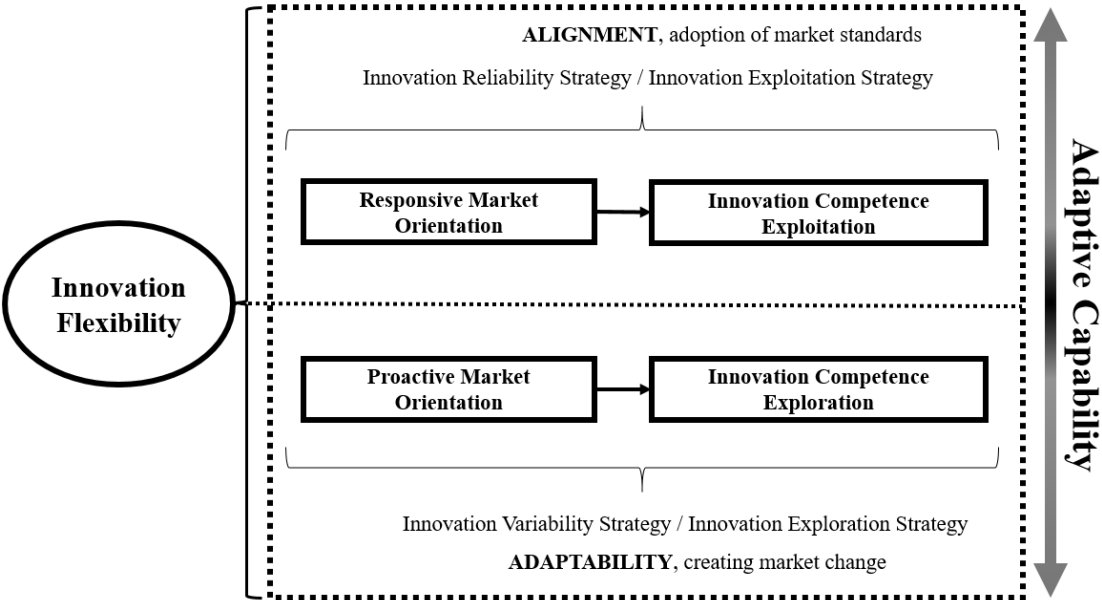 ALIGNMENT, adoption of market standards
Innovation Reliability Strategy / Innovation Exploitation Strategy
Responsive Market
Orientation
Innovation Competence
Exploitation
Innovation
Flexibility
Proactive Market
Orientation
Innovation Competence
Exploration
Innovation Variability Strategy / Innovation Exploration Strategy
ADAPTABILITY, creating market change
Adaptive Capability